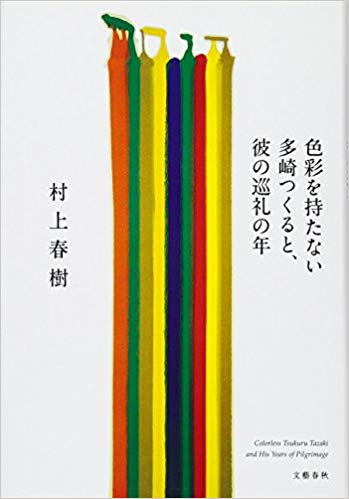 色彩を持たない
多崎つくると、
彼の巡礼の年
村上春樹
Colorless Tsukuru Tazaki
and His Years of Pilgrimage
文藝春秋